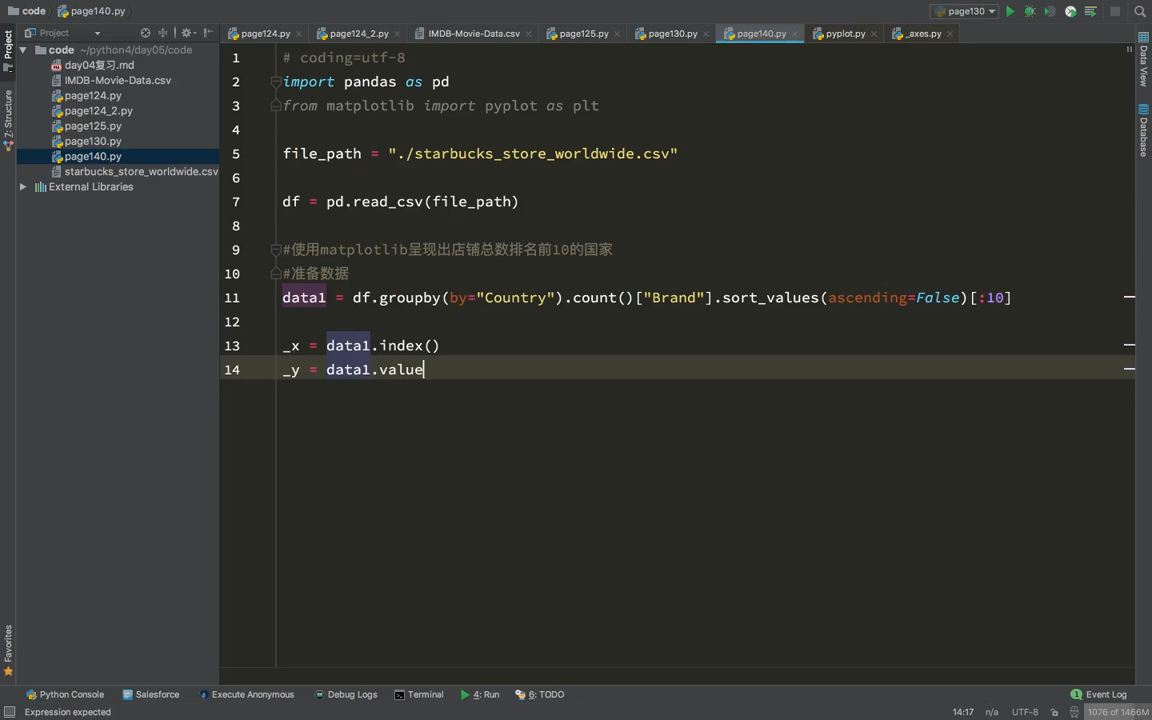 code
page140.py
page130
Project
page124.py
page124_2.py
IMDB-Movie-Data.csv
page125.py
page130.py
page140.py
pyplot.py
_axes.py
code ~/python4/day05/code
day04复习.md
IMDB-Movie-Data.csv
page124.py
page124_2.py
page125.py
page130.py
page140.py
starbucks_store_worldwide.csv
External Libraries
Project
Z: Structure
Favorites
1 # coding=utf-8
2 import pandas as pd
3 from matplotlib import pyplot as plt
4
5 file_path = "./starbucks_store_worldwide.csv"
6
7 df = pd.read_csv(file_path)
8
9 #使用matplotlib呈现出店铺总数排名前10的国家
10 #准备数据
11 data1 = df.groupby(by="Country").count()["Brand"].sort_values(ascending=False)[:10]
12
13 _x = data1.index()
14 _y = data1.value
Data View
Database
Python Console
Salesforce
Execute Anonymous
Debug Logs
Terminal
4: Run
6: TODO
1 Event Log
Expression expected
14:17
n/a
UTF-8
1076 of 1466M